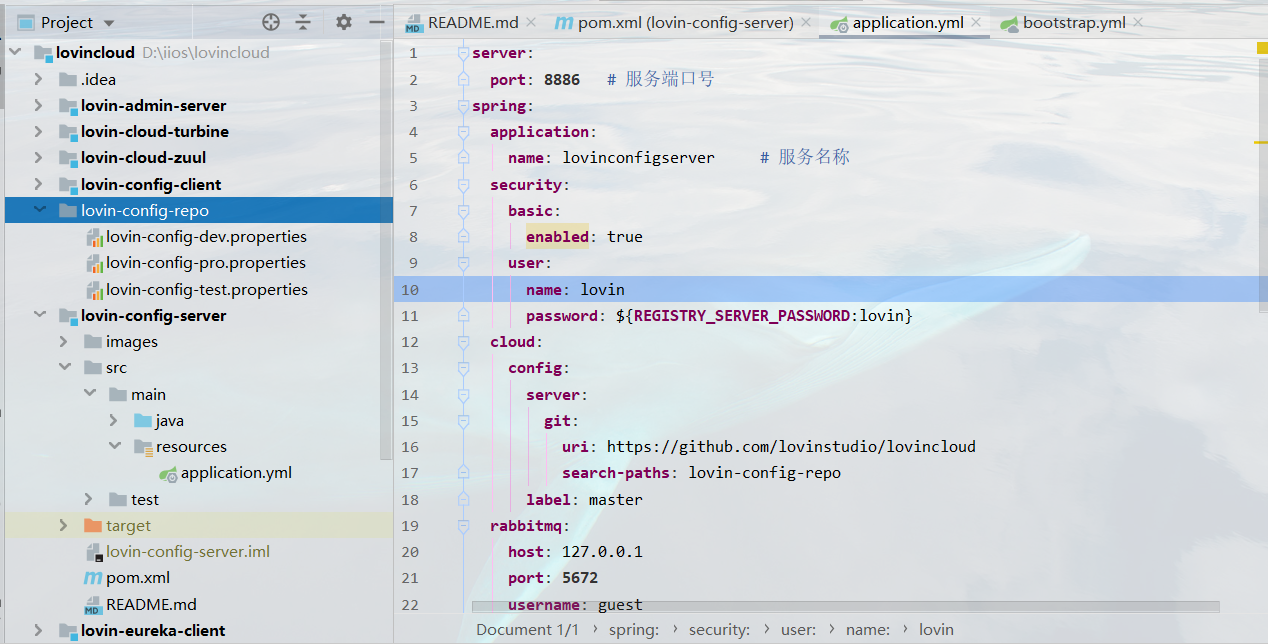 Project
lovincloud D:\iios\lovincloud
.idea
lovin-admin-server
lovin-cloud-turbine
lovin-cloud-zuul
lovin-config-client
lovin-config-repo
lovin-config-dev.properties
lovin-config-pro.properties
lovin-config-test.properties
lovin-config-server
images
src
main
java
resources
application.yml
test
target
lovin-config-server.iml
pom.xml
README.md
lovin-eureka-client
README.md pom.xml (lovin-config-server) application.yml bootstrap.yml
1 server:
2 port: 8886 # 服务端口号
3 spring:
4 application:
5 name: lovinconfigserver # 服务名称
6 security:
7 basic:
8 enabled: true
9 user:
10 name: lovin
11 password: ${REGISTRY_SERVER_PASSWORD:lovin}
12 cloud:
13 config:
14 server:
15 git:
16 uri: https://github.com/lovinstudio/lovincloud
17 search-paths: lovin-config-repo
18 label: master
19 rabbitmq:
20 host: 127.0.0.1
21 port: 5672
22 username: guest
Document 1/1 › spring: › security: › user: › name: › lovin